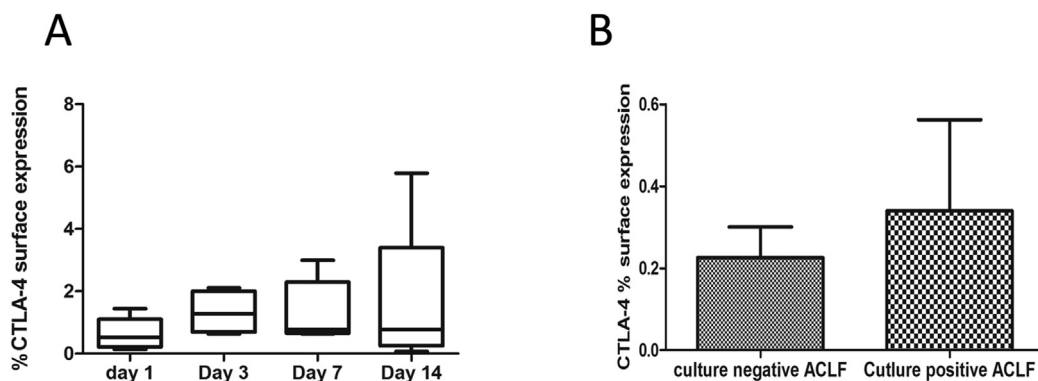 A
% CTLA-4 surface expression
8
6
4
2
0
day 1 Day 3 Day 7 Day 14
B
CTLA-4 % surface expression
0.6
0.4
0.2
0.0
culture negative ACLF Cutlure positive ACLF